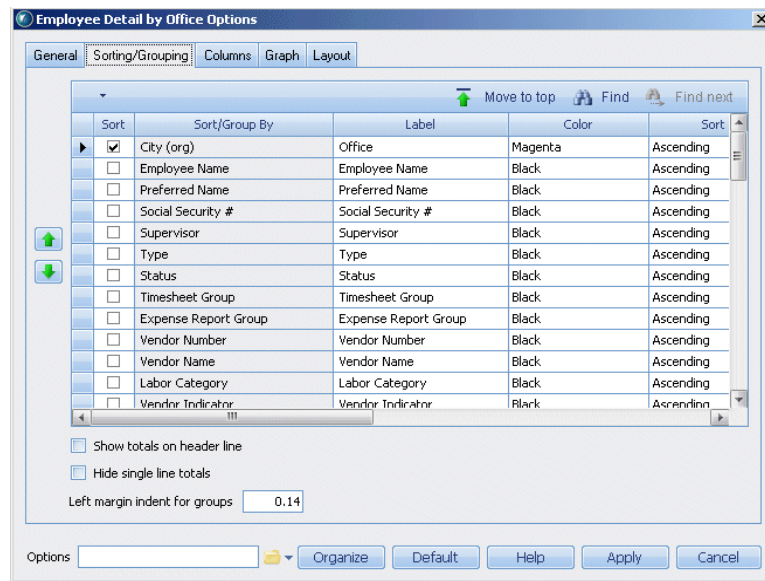 Employee Detail by Office Options
General Sorting/Grouping Columns Graph Layout
Move to top Find Find next
Sort Sort/Group By Label Color Sort
City (org) Office Magenta Ascending
Employee Name Employee Name Black Ascending
Preferred Name Preferred Name Black Ascending
Social Security # Social Security # Black Ascending
Supervisor Supervisor Black Ascending
Type Type Black Ascending
Status Status Black Ascending
Timesheet Group Timesheet Group Black Ascending
Expense Report Group Expense Report Group Black Ascending
Vendor Number Vendor Number Black Ascending
Vendor Name Vendor Name Black Ascending
Labor Category Labor Category Black Ascending
Vendor Indicator Vendor Indicator Black Ascending
Show totals on header line
Hide single line totals
Left margin indent for groups 0.14
Options Organize Default Help Apply Cancel